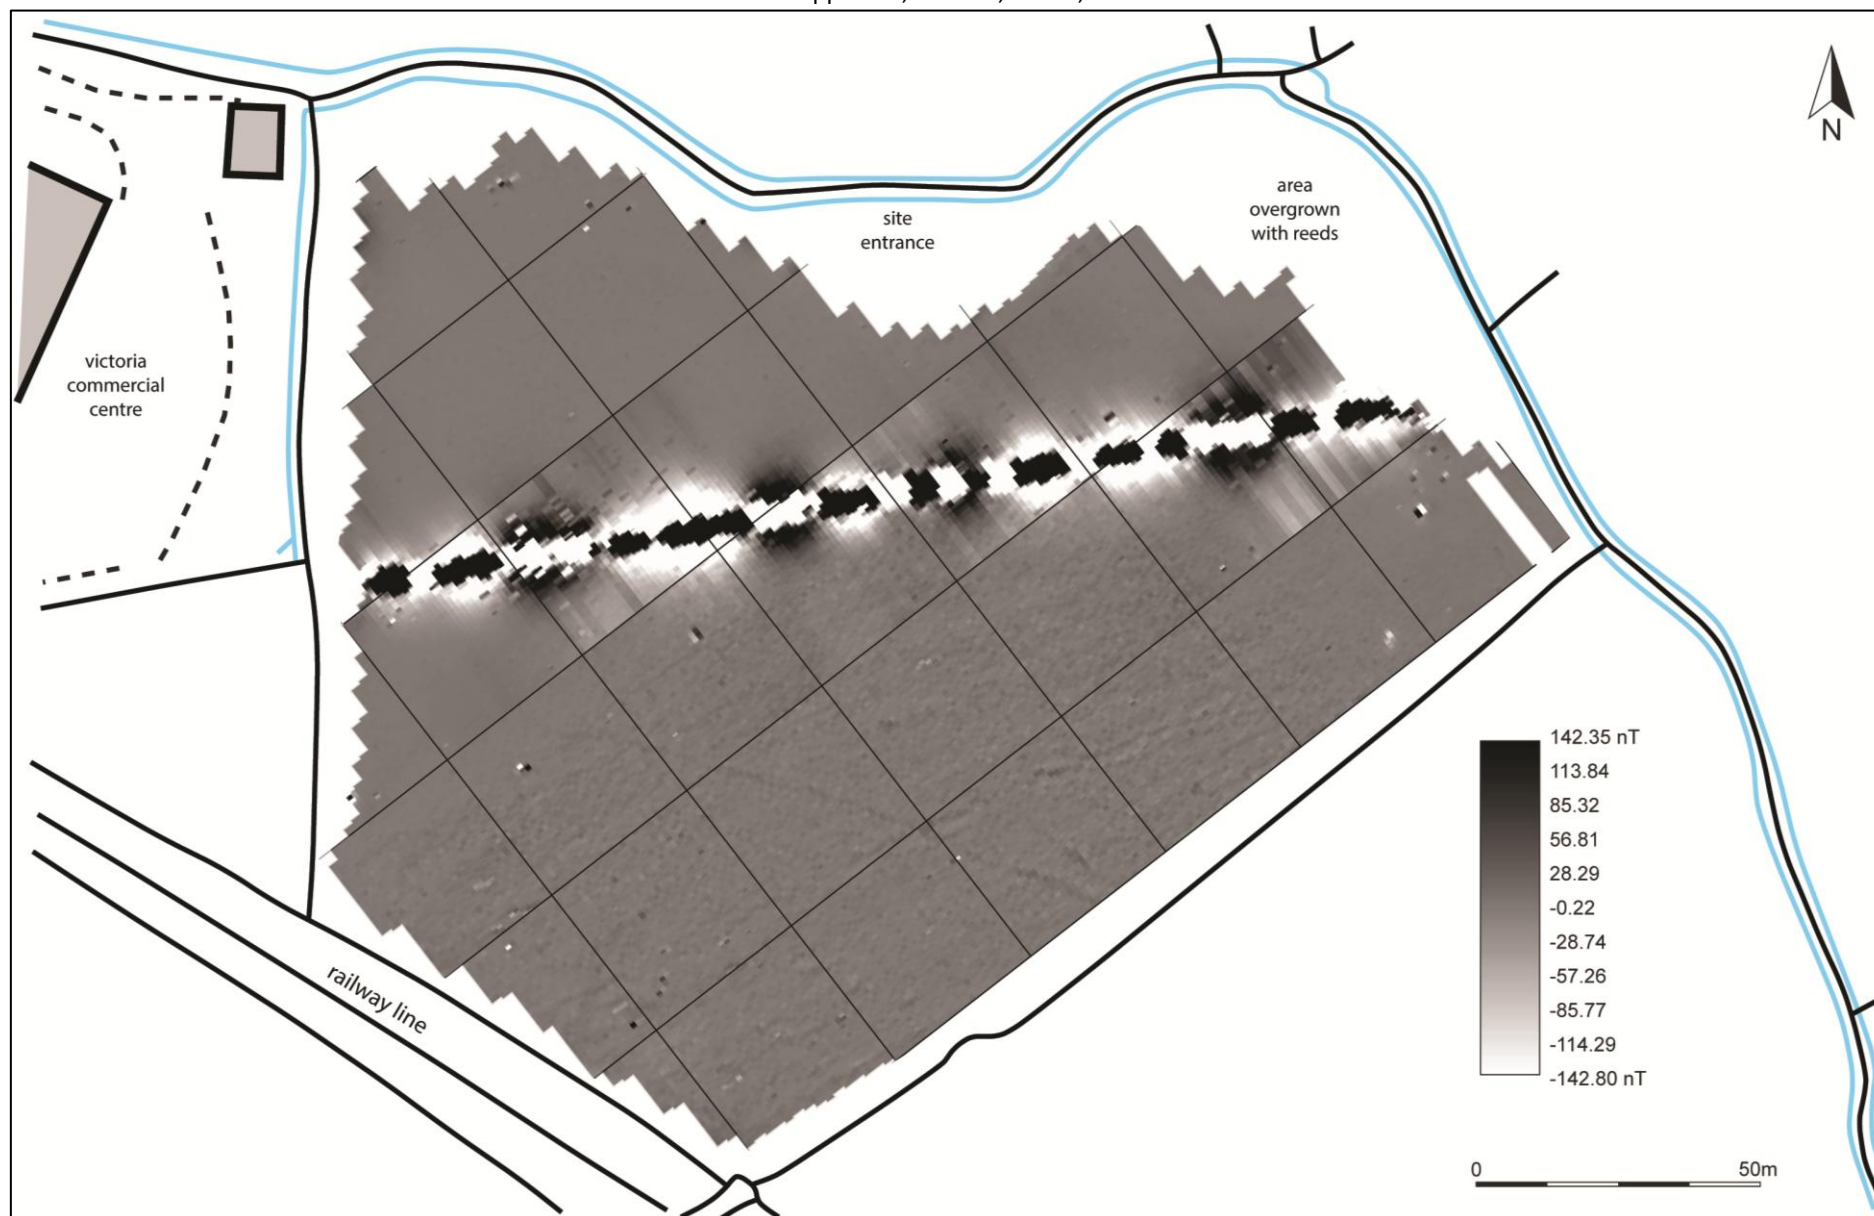 N
site
entrance
area
overgrown
with reeds
victoria
commercial
centre
railway line
142.35 nT
113.84
85.32
56.81
28.29
-0.22
-28.74
-57.26
-85.77
-114.29
-142.80 nT
0 50m